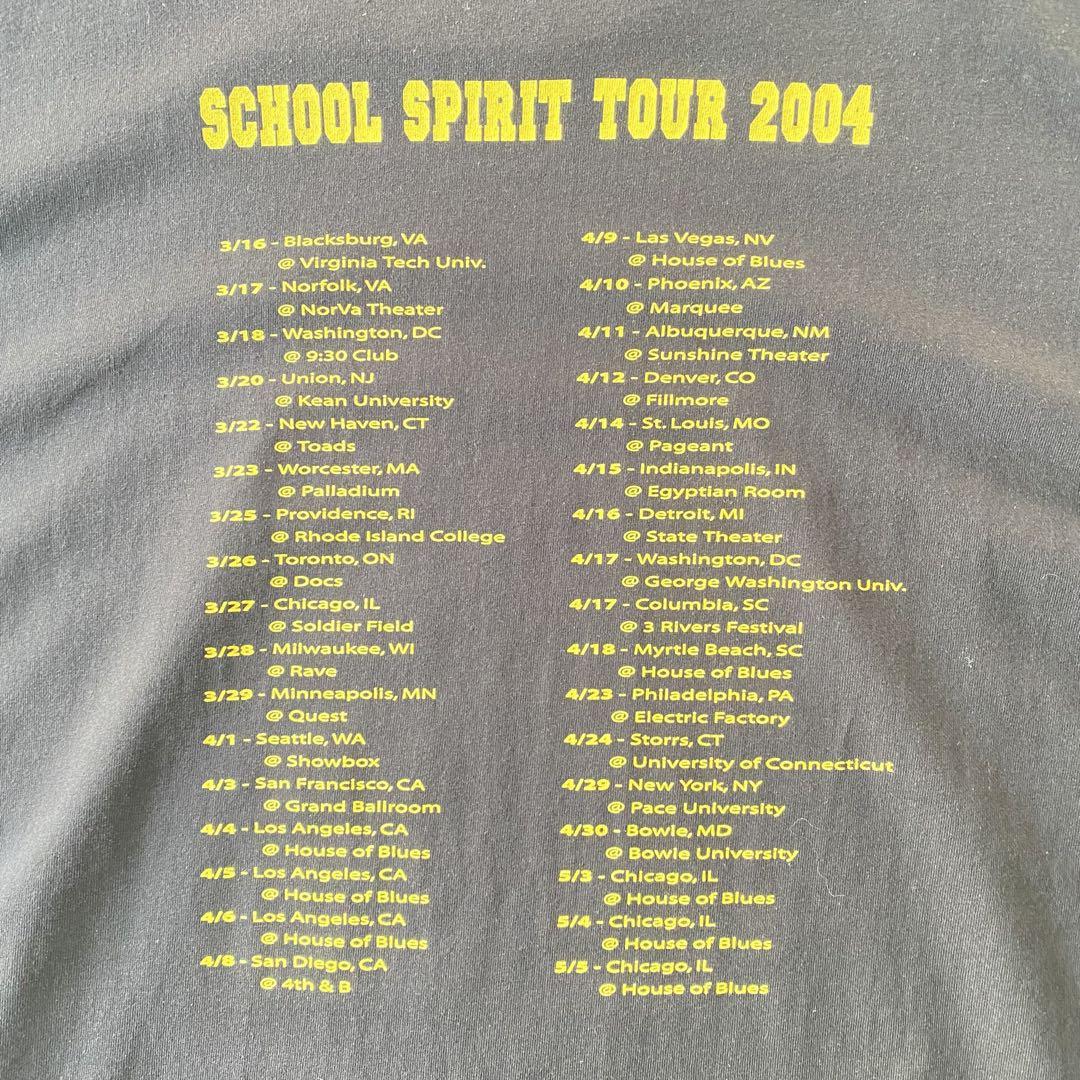 SCHOOL SPIRIT TOUR 2004
3/16 - Blacksburg, VA
@ Virginia Tech Univ.
3/17 - Norfolk, VA
@ NorVa Theater
3/18 - Washington, DC
@ 9:30 Club
3/20 - Union, NJ
@ Kean University
3/22 - New Haven, CT
@ Toads
3/23 - Worcester, MA
@ Palladium
3/25 - Providence, RI
@ Rhode Island College
3/26 - Toronto, ON
@ Docs
3/27 - Chicago, IL
@ Soldier Field
3/28 - Milwaukee, WI
@ Rave
3/29 - Minneapolis, MN
@ Quest
4/1 - Seattle, WA
@ Showbox
4/3 - San Francisco, CA
@ Grand Ballroom
4/4 - Los Angeles, CA
@ House of Blues
4/5 - Los Angeles, CA
@ House of Blues
4/6 - Los Angeles, CA
@ House of Blues
4/8 - San Diego, CA
@ 4th & B
4/9 - Las Vegas, NV
@ House of Blues
4/10 - Phoenix, AZ
@ Marquee
4/11 - Albuquerque, NM
@ Sunshine Theater
4/12 - Denver, CO
@ Fillmore
4/14 - St. Louis, MO
@ Pageant
4/15 - Indianapolis, IN
@ Egyptian Room
4/16 - Detroit, MI
@ State Theater
4/17 - Washington, DC
@ George Washington Univ.
4/17 - Columbia, SC
@ 3 Rivers Festival
4/18 - Myrtle Beach, SC
@ House of Blues
4/23 - Philadelphia, PA
@ Electric Factory
4/24 - Storrs, CT
@ University of Connecticut
4/29 - New York, NY
@ Pace University
4/30 - Bowie, MD
@ Bowie University
5/3 - Chicago, IL
@ House of Blues
5/4 - Chicago, IL
@ House of Blues
5/5 - Chicago, IL
@ House of Blues